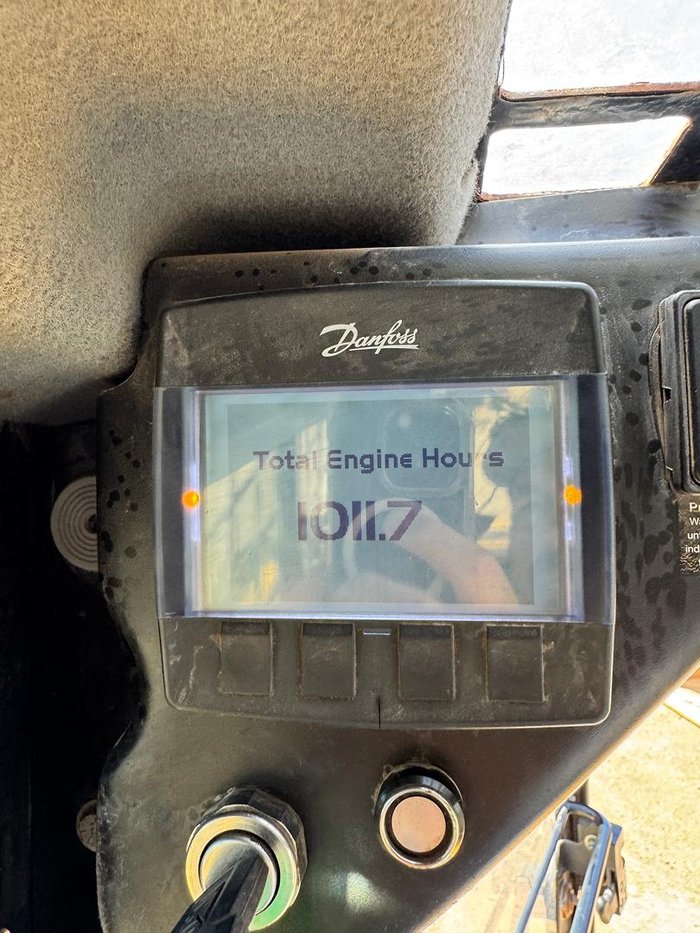 Danfoss
Total Engine Hours
1011.7